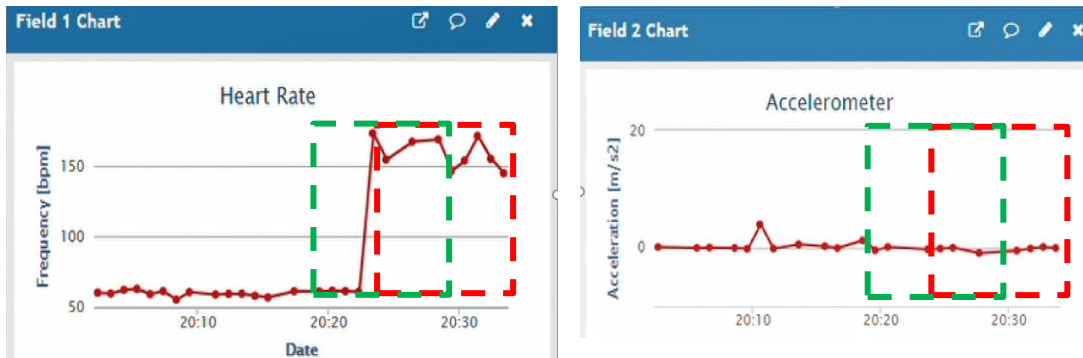 Field 1 Chart
Heart Rate
Frequency [bpm]
150
100
50
20:10
20:20
20:30
Date
Field 2 Chart
Accelerometer
Acceleration [m/s2]
20
0
20:10
20:20
20:30